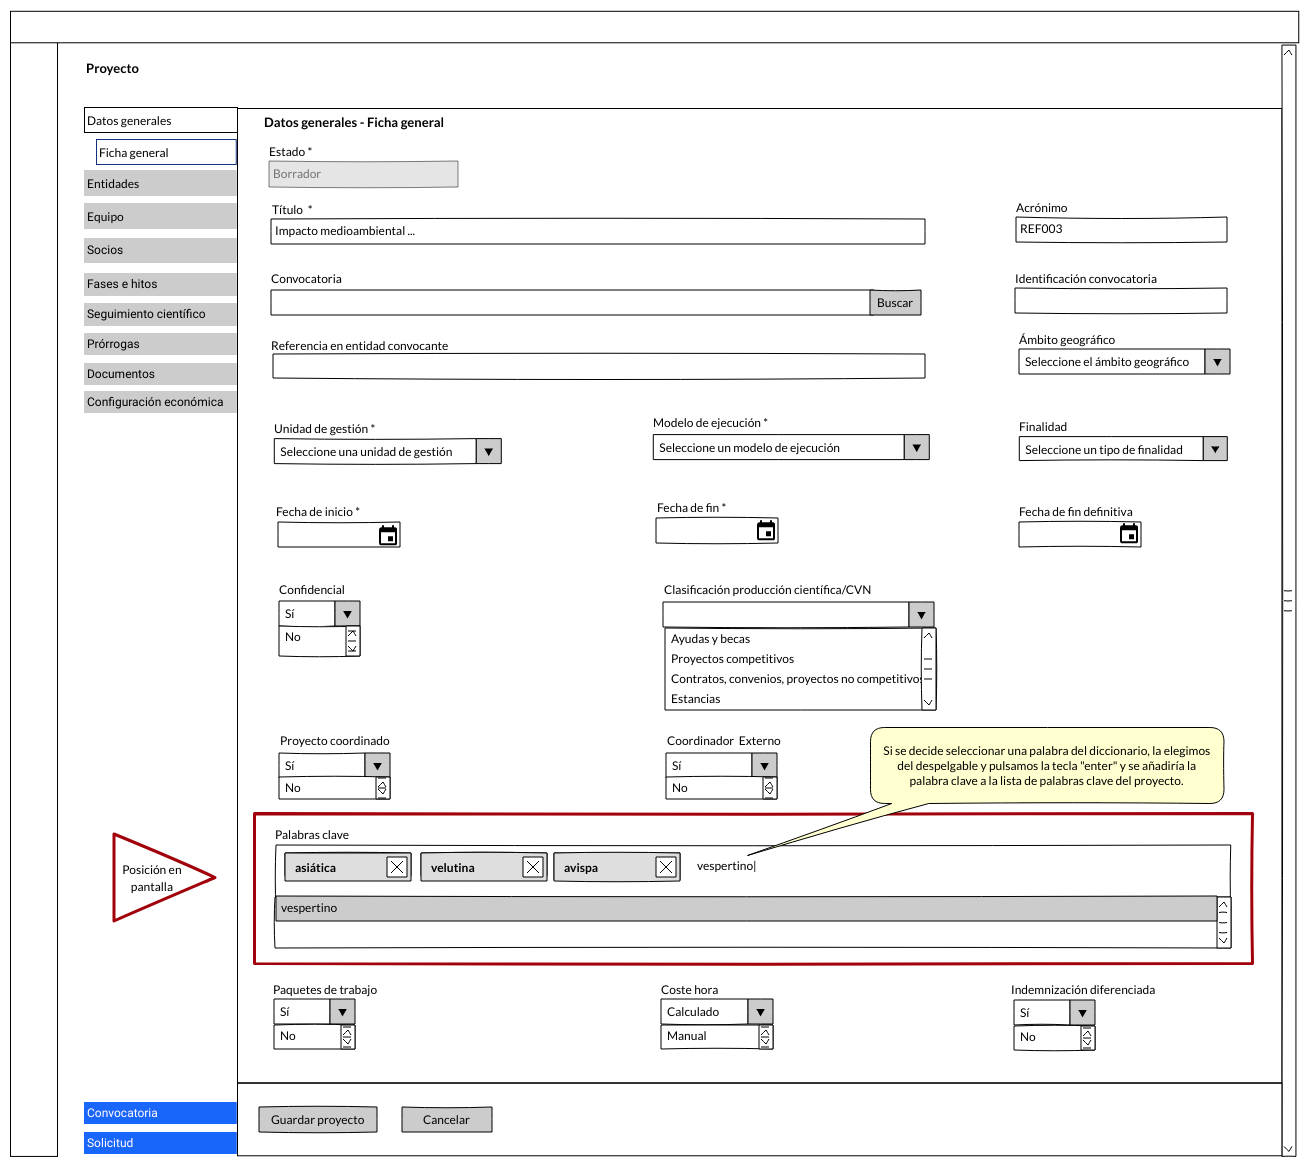 Proyecto
Datos generales
Ficha general
Entidades
Equipo
Socios
Fases e hitos
Seguimiento científico
Prórrogas
Documentos
Configuración económica
Convocatoria
Solicitud
Datos generales - Ficha general
Estado *
Borrador
Título *
Impacto medioambiental ...
Acrónimo
REF003
Convocatoria
Buscar
Identificación convocatoria
Referencia en entidad convocante
Ámbito geográfico
Seleccione el ámbito geográfico
Unidad de gestión *
Seleccione una unidad de gestión
Modelo de ejecución *
Seleccione un modelo de ejecución
Finalidad
Seleccione un tipo de finalidad
Fecha de inicio *
Fecha de fin *
Fecha de fin definitiva
Confidencial
Sí
No
Clasificación producción científica/CVN
Ayudas y becas
Proyectos competitivos
Contratos, convenios, proyectos no competitivos
Estancias
Proyecto coordinado
Sí
No
Coordinador Externo
Sí
No
Si se decide seleccionar una palabra del diccionario, la elegimos
del despelgable y pulsamos la tecla "enter" y se añadiría la
palabra clave a la lista de palabras clave del proyecto.
Posición en
pantalla
Palabras clave
asiática
velutina
avispa
vespertino|
vespertino
Paquetes de trabajo
Sí
No
Coste hora
Calculado
Manual
Indemnización diferenciada
Sí
No
Guardar proyecto
Cancelar